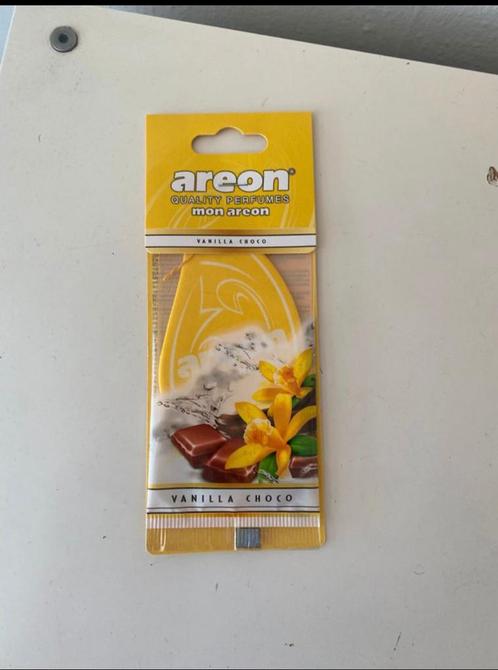 areon®
QUALITY PERFUMES
mon areon
VANILLA CHOCO
areon
VANILLA CHOCO